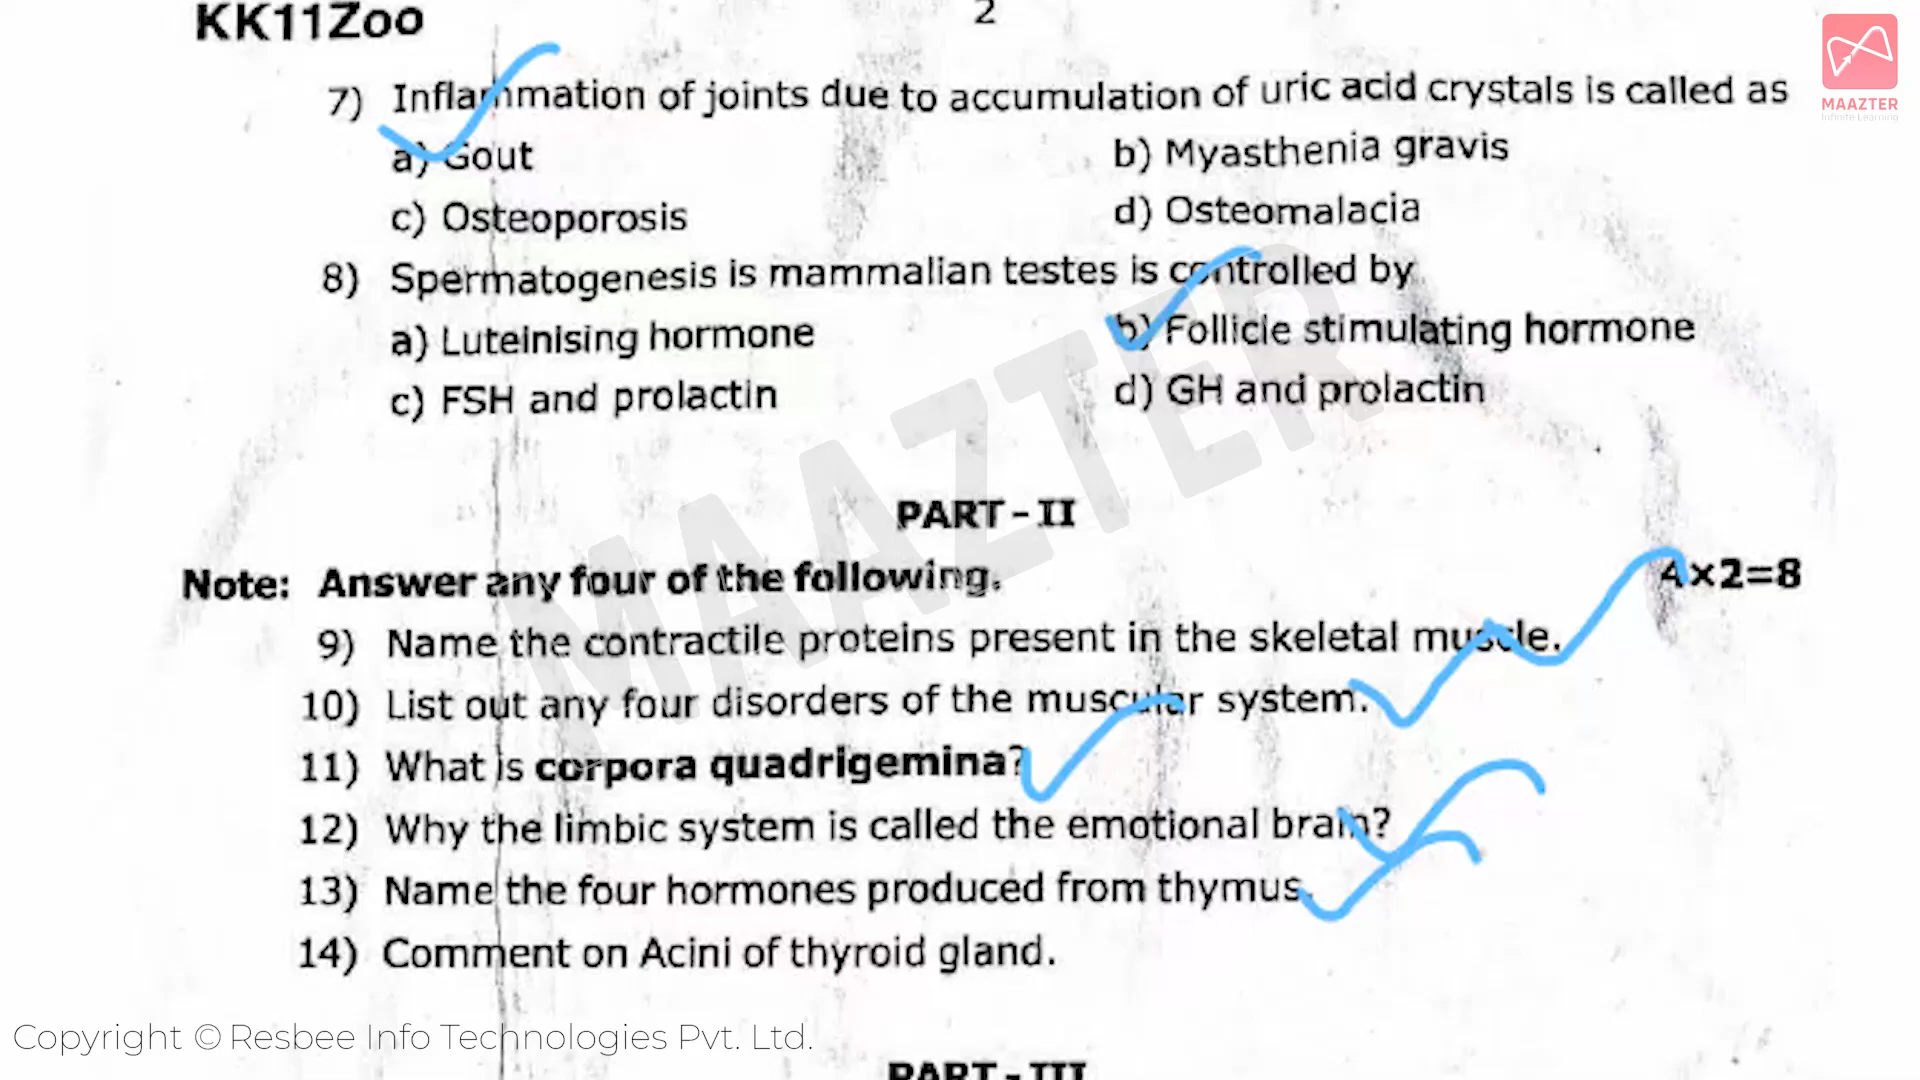 KK11Zoo
2
MAAZTER
Infinite Learning
7) Inflammation of joints due to accumulation of uric acid crystals is called as
a) Gout
b) Myasthenia gravis
c) Osteoporosis
d) Osteomalacia
8) Spermatogenesis is mammalian testes is controlled by
a) Luteinising hormone
b) Follicle stimulating hormone
c) FSH and prolactin
d) GH and prolactin
MAAZTER
PART - II
Note: Answer any four of the following.
4×2=8
9) Name the contractile proteins present in the skeletal muscle.
10) List out any four disorders of the muscular system.
11) What is corpora quadrigemina?
12) Why the limbic system is called the emotional brain?
13) Name the four hormones produced from thymus.
14) Comment on Acini of thyroid gland.
Copyright © Resbee Info Technologies Pvt. Ltd.
PART - III